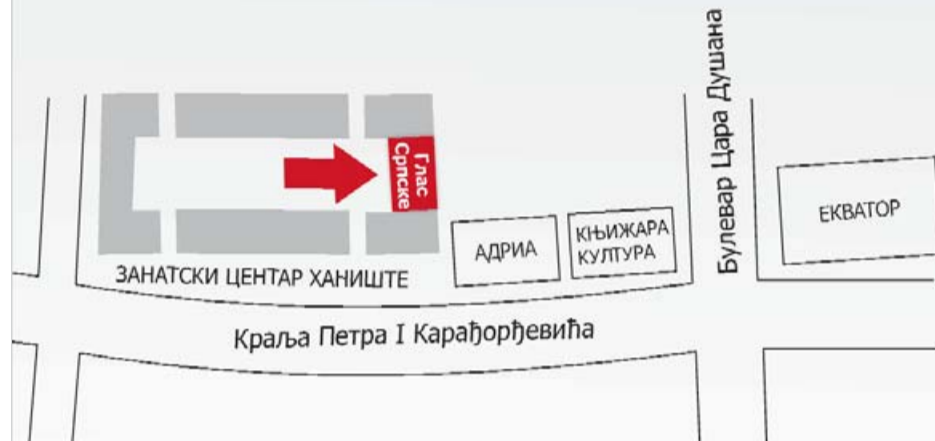 Булевар Цара Душана
Глас
Српске
ЕКВАТОР
АДРИА
КЊИЖАРА
КУЛТУРА
ЗАНАТСКИ ЦЕНТАР ХАНИШТЕ
Краља Петра I Карађорђевића